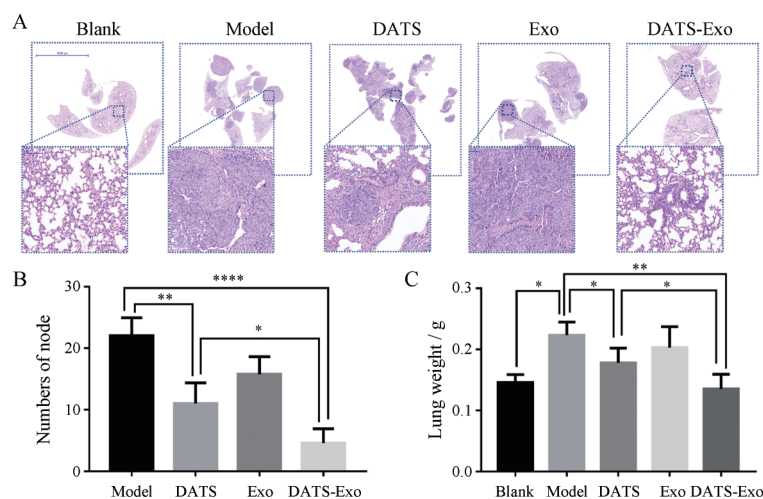 A
Blank Model DATS Exo DATS-Exo
B
****
**
*
Numbers of node
30
20
10
0
Model DATS Exo DATS-Exo
C
**
* * *
Lung weight / g
0.3
0.2
0.1
0.0
Blank Model DATS Exo DATS-Exo